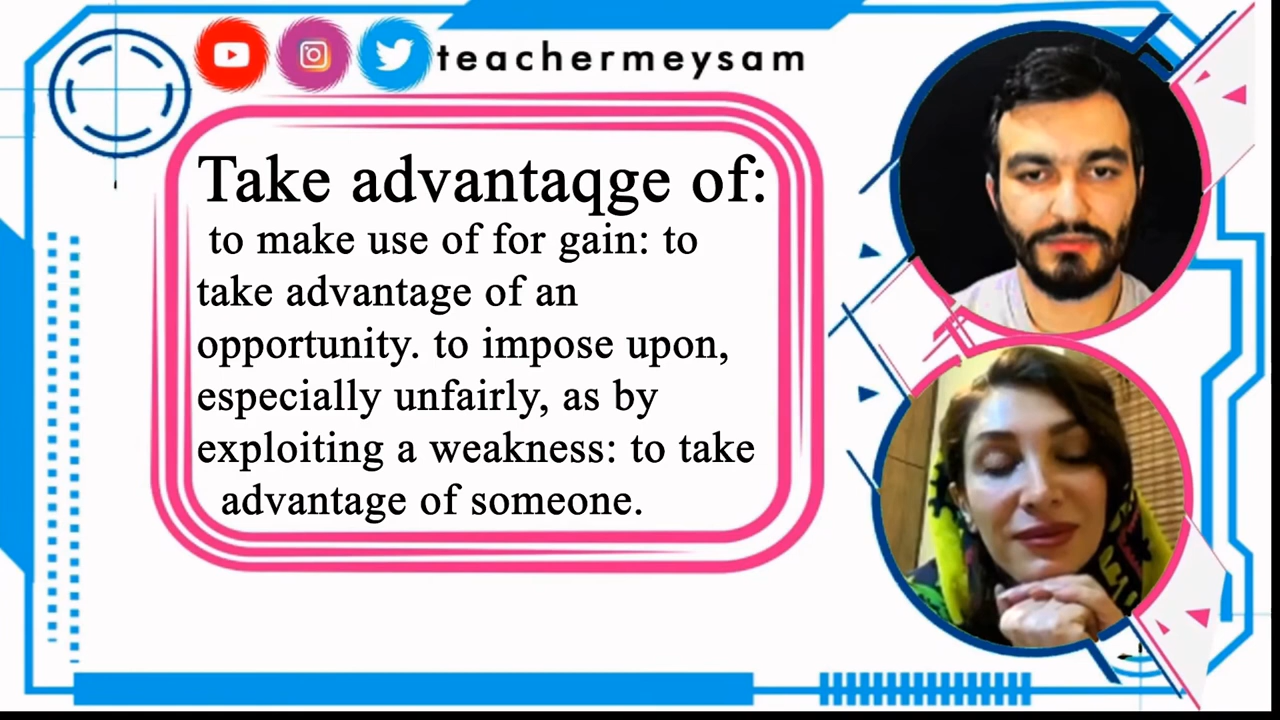 teachermeysam
Take advantaqge of:
to make use of for gain: to
take advantage of an
opportunity. to impose upon,
especially unfairly, as by
exploiting a weakness: to take
advantage of someone.